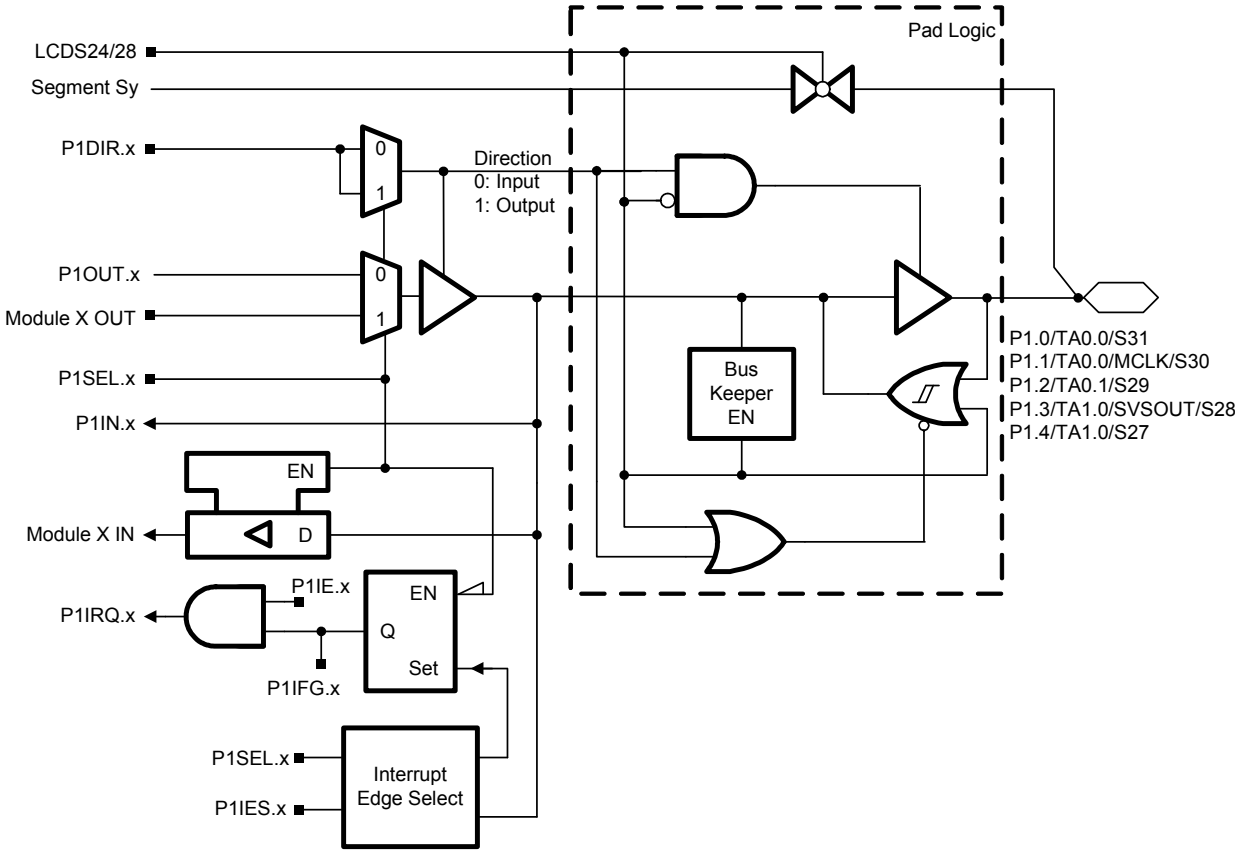 Pad Logic
LCDS24/28
Segment Sy
P1DIR.x
0
1
Direction
0: Input
1: Output
P1OUT.x
0
Module X OUT
1
P1SEL.x
P1IN.x
Bus
Keeper
EN
P1.0/TA0.0/S31
P1.1/TA0.0/MCLK/S30
P1.2/TA0.1/S29
P1.3/TA1.0/SVSOUT/S28
P1.4/TA1.0/S27
EN
Module X IN
D
P1IE.x
EN
P1IRQ.x
Q
Set
P1IFG.x
P1SEL.x
P1IES.x
Interrupt
Edge Select